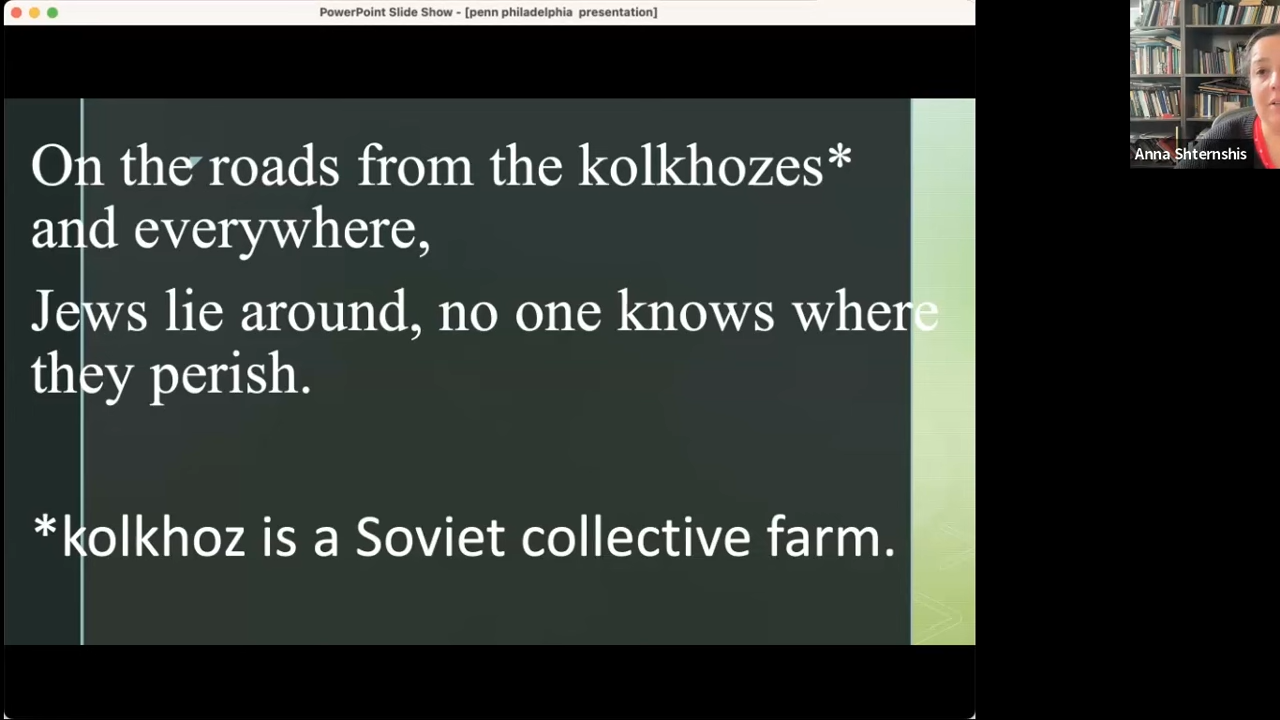 PowerPoint Slide Show - [penn philadelphia  presentation]
On the roads from the kolkhozes*
and everywhere,
Jews lie around, no one knows where
they perish.
*kolkhoz is a Soviet collective farm.
Anna Shternshis